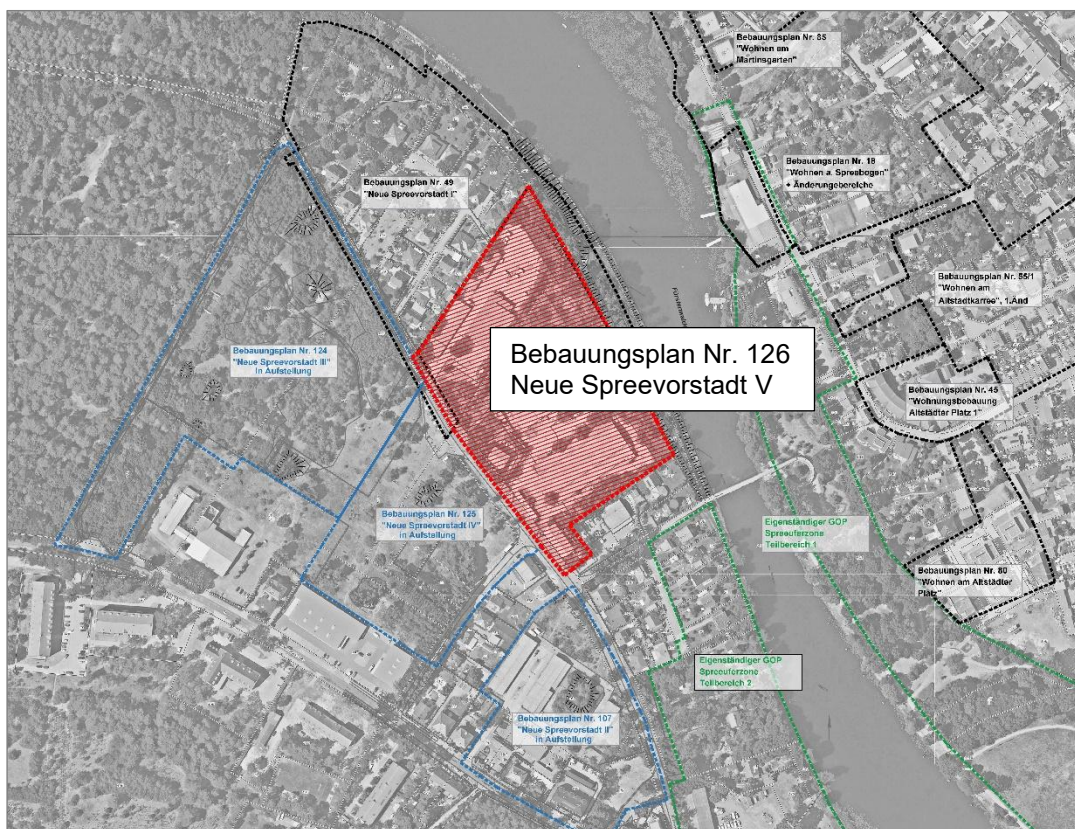 Bebauungsplan Nr. 85
"Wohnen am
Martinsgarten"
Bebauungsplan Nr. 18
"Wohnen a. Spreebogen"
+ Änderungebereiche
Bebauungsplan Nr. 49
"Neue Spreevorstadt I"
Bebauungsplan Nr. 55/1
"Wohnen am
Altstadtkarree", 1.Änd
Bebauungsplan Nr. 126
Neue Spreevorstadt V
Bebauungsplan Nr. 124
"Neue Spreevorstadt III"
in Aufstellung
Bebauungsplan Nr. 45
"Wohnungsbebauung
Altstädter Platz 1"
Bebauungsplan Nr. 125
"Neue Spreevorstadt IV"
in Aufstellung
Eigenständiger GOP
Spreeuferzone
Teilbereich 1
Bebauungsplan Nr. 80
"Wohnen am Altstädter
Platz"
Eigenständiger GOP
Spreeuferzone
Teilbereich 2
Bebauungsplan Nr. 107
"Neue Spreevorstadt II"
in Aufstellung